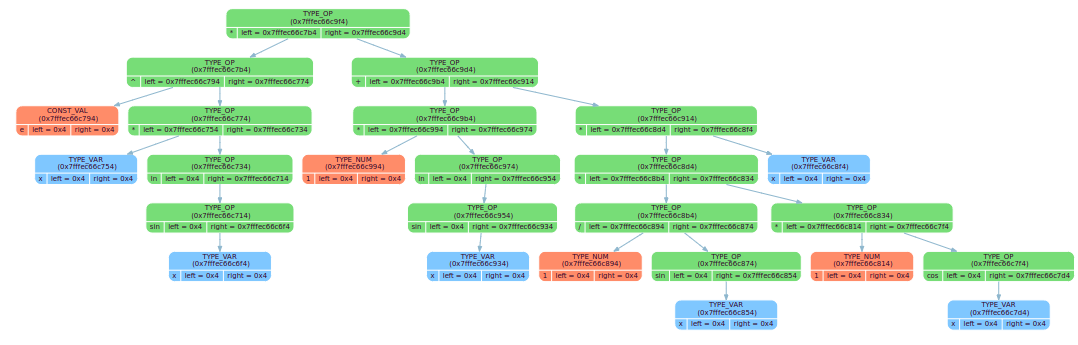 TYPE_OP
(0x7fffec66c9f4)
* left = 0x7fffec66c7b4 right = 0x7fffec66c9d4
TYPE_OP
(0x7fffec66c7b4)
^ left = 0x7fffec66c794 right = 0x7fffec66c774
TYPE_OP
(0x7fffec66c9d4)
+ left = 0x7fffec66c9b4 right = 0x7fffec66c914
CONST_VAL
(0x7fffec66c794)
e left = 0x4 right = 0x4
TYPE_OP
(0x7fffec66c774)
* left = 0x7fffec66c754 right = 0x7fffec66c734
TYPE_OP
(0x7fffec66c9b4)
* left = 0x7fffec66c994 right = 0x7fffec66c974
TYPE_OP
(0x7fffec66c914)
* left = 0x7fffec66c8d4 right = 0x7fffec66c8f4
TYPE_VAR
(0x7fffec66c754)
x left = 0x4 right = 0x4
TYPE_OP
(0x7fffec66c734)
ln left = 0x4 right = 0x7fffec66c714
TYPE_NUM
(0x7fffec66c994)
1 left = 0x4 right = 0x4
TYPE_OP
(0x7fffec66c974)
ln left = 0x4 right = 0x7fffec66c954
TYPE_OP
(0x7fffec66c8d4)
* left = 0x7fffec66c8b4 right = 0x7fffec66c834
TYPE_VAR
(0x7fffec66c8f4)
x left = 0x4 right = 0x4
TYPE_OP
(0x7fffec66c714)
sin left = 0x4 right = 0x7fffec66c6f4
TYPE_OP
(0x7fffec66c954)
sin left = 0x4 right = 0x7fffec66c934
TYPE_OP
(0x7fffec66c8b4)
/ left = 0x7fffec66c894 right = 0x7fffec66c874
TYPE_OP
(0x7fffec66c834)
* left = 0x7fffec66c814 right = 0x7fffec66c7f4
TYPE_VAR
(0x7fffec66c6f4)
x left = 0x4 right = 0x4
TYPE_VAR
(0x7fffec66c934)
x left = 0x4 right = 0x4
TYPE_NUM
(0x7fffec66c894)
1 left = 0x4 right = 0x4
TYPE_OP
(0x7fffec66c874)
sin left = 0x4 right = 0x7fffec66c854
TYPE_NUM
(0x7fffec66c814)
1 left = 0x4 right = 0x4
TYPE_OP
(0x7fffec66c7f4)
cos left = 0x4 right = 0x7fffec66c7d4
TYPE_VAR
(0x7fffec66c854)
x left = 0x4 right = 0x4
TYPE_VAR
(0x7fffec66c7d4)
x left = 0x4 right = 0x4